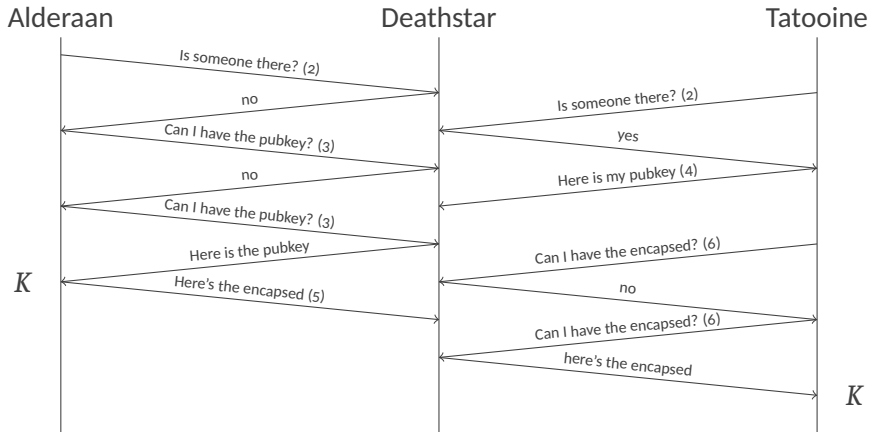 Alderaan
Deathstar
Tatooine
Is someone there? (2)
no
Is someone there? (2)
Can I have the pubkey? (3)
yes
no
Here is my pubkey (4)
Can I have the pubkey? (3)
Here is the pubkey
Can I have the encapsed? (6)
K
Here's the encapsed (5)
no
Can I have the encapsed? (6)
here's the encapsed
K